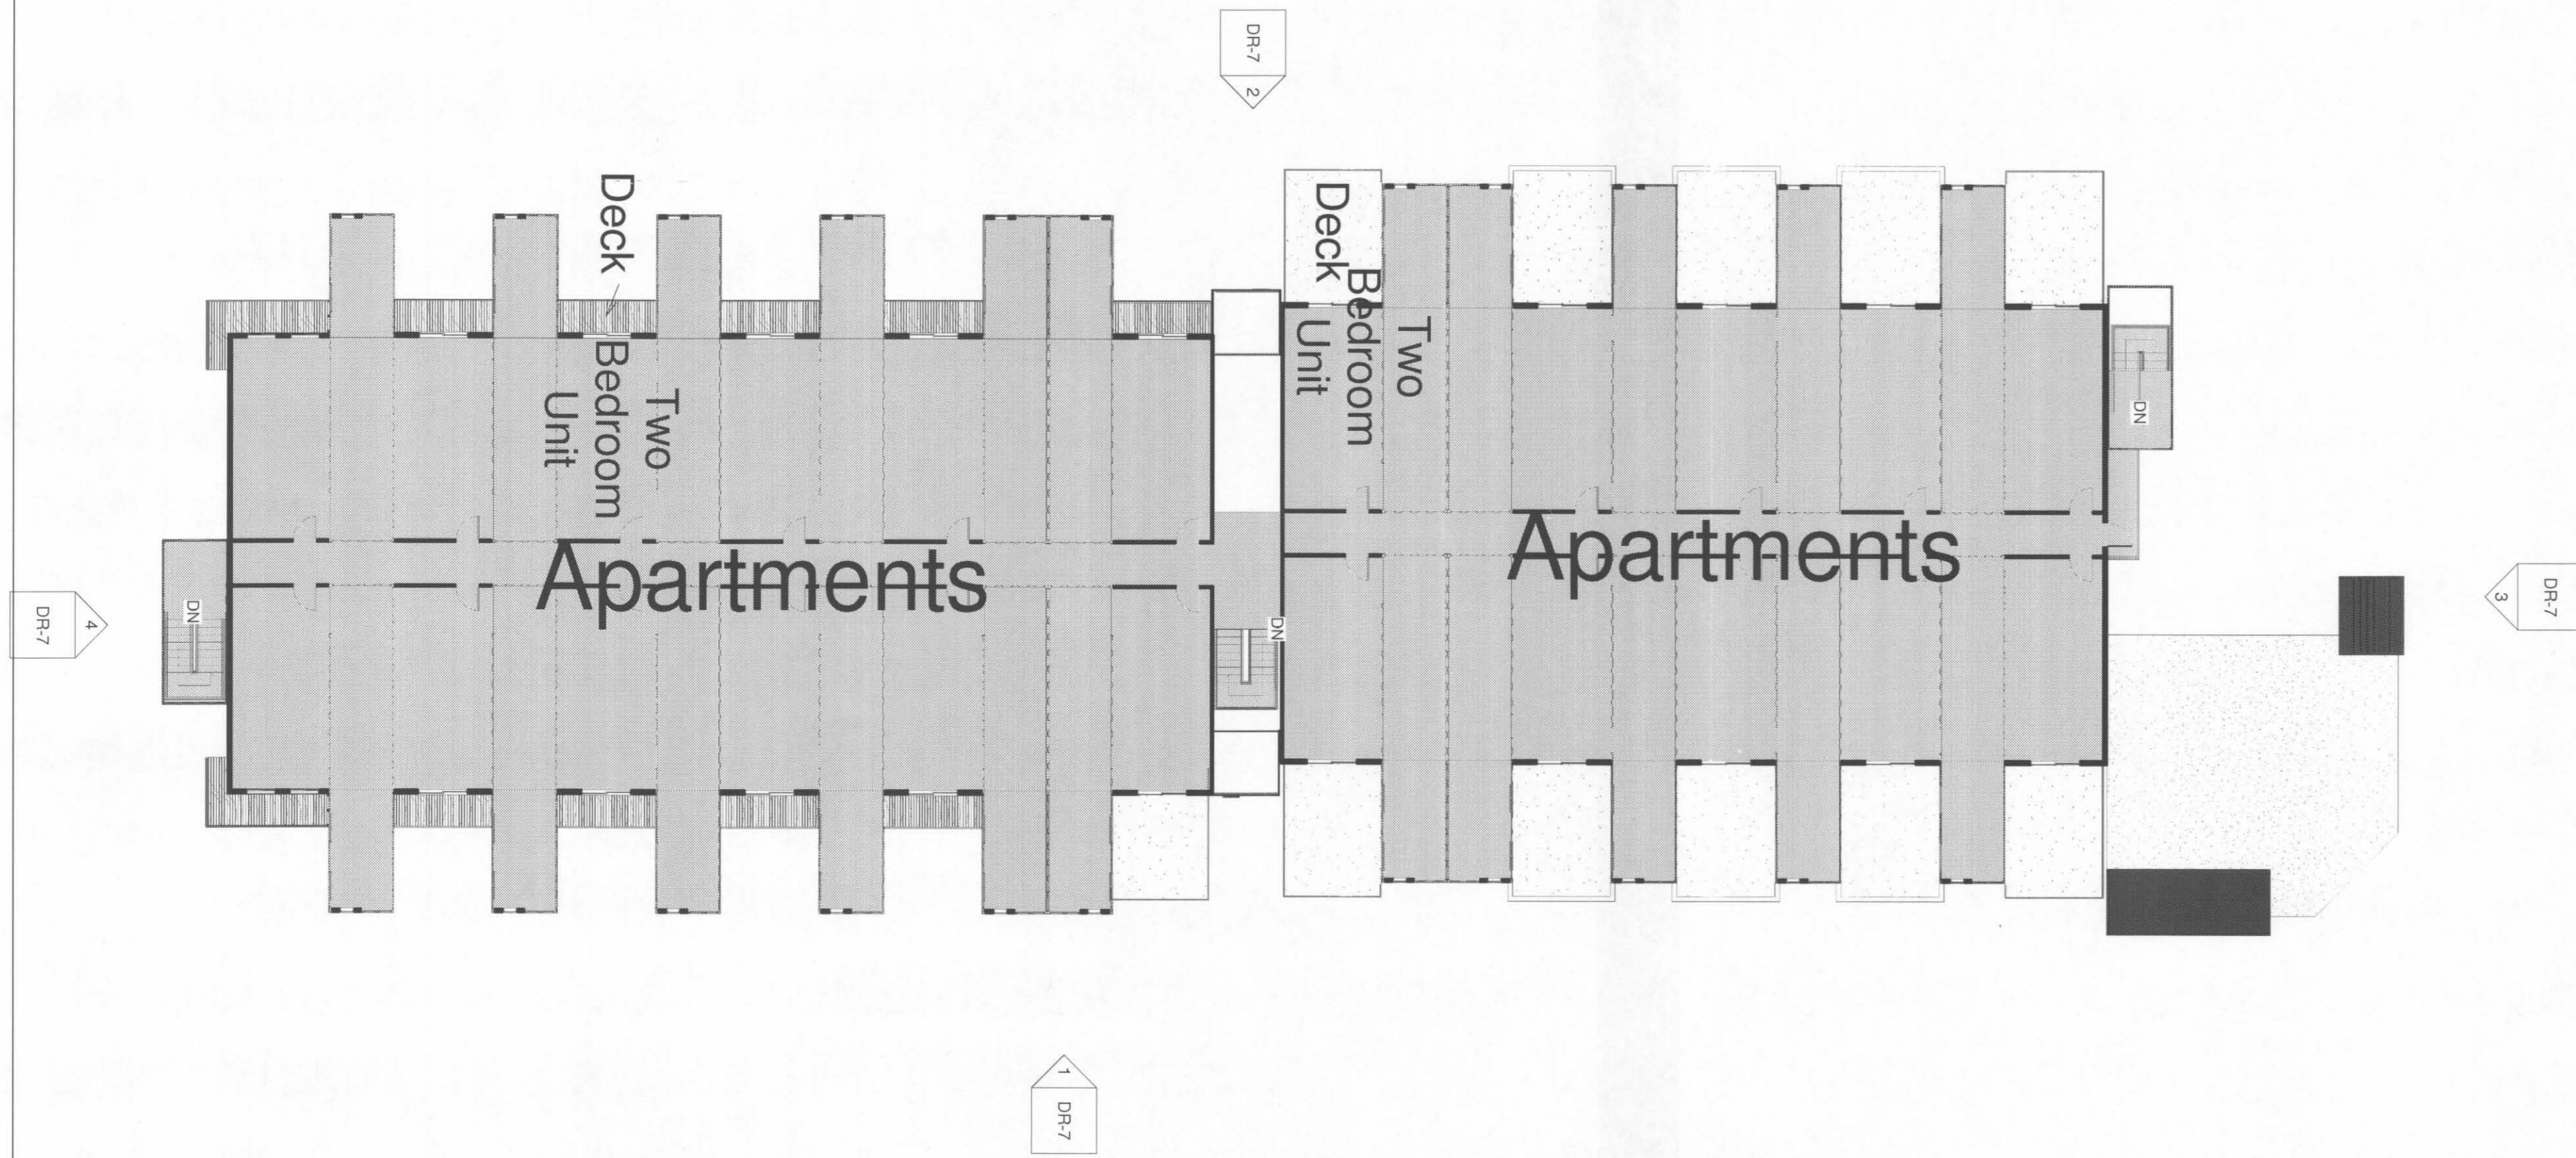 DR-7
2
Deck
Two
Bedroom
Unit
Apartments
Deck
Two
Bedroom
Unit
Apartments
DN
DN
DN
DR-7
4
3
DR-7
1
DR-7